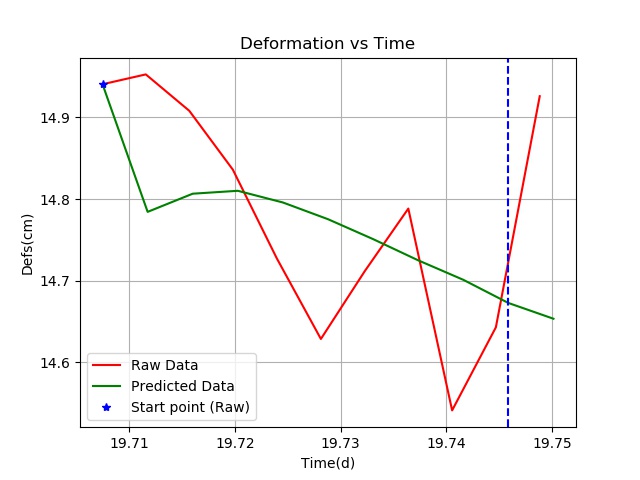 Deformation vs Time
Defs(cm)
14.9
14.8
14.7
14.6
Raw Data
Predicted Data
Start point (Raw)
19.71 19.72 19.73 19.74 19.75
Time(d)